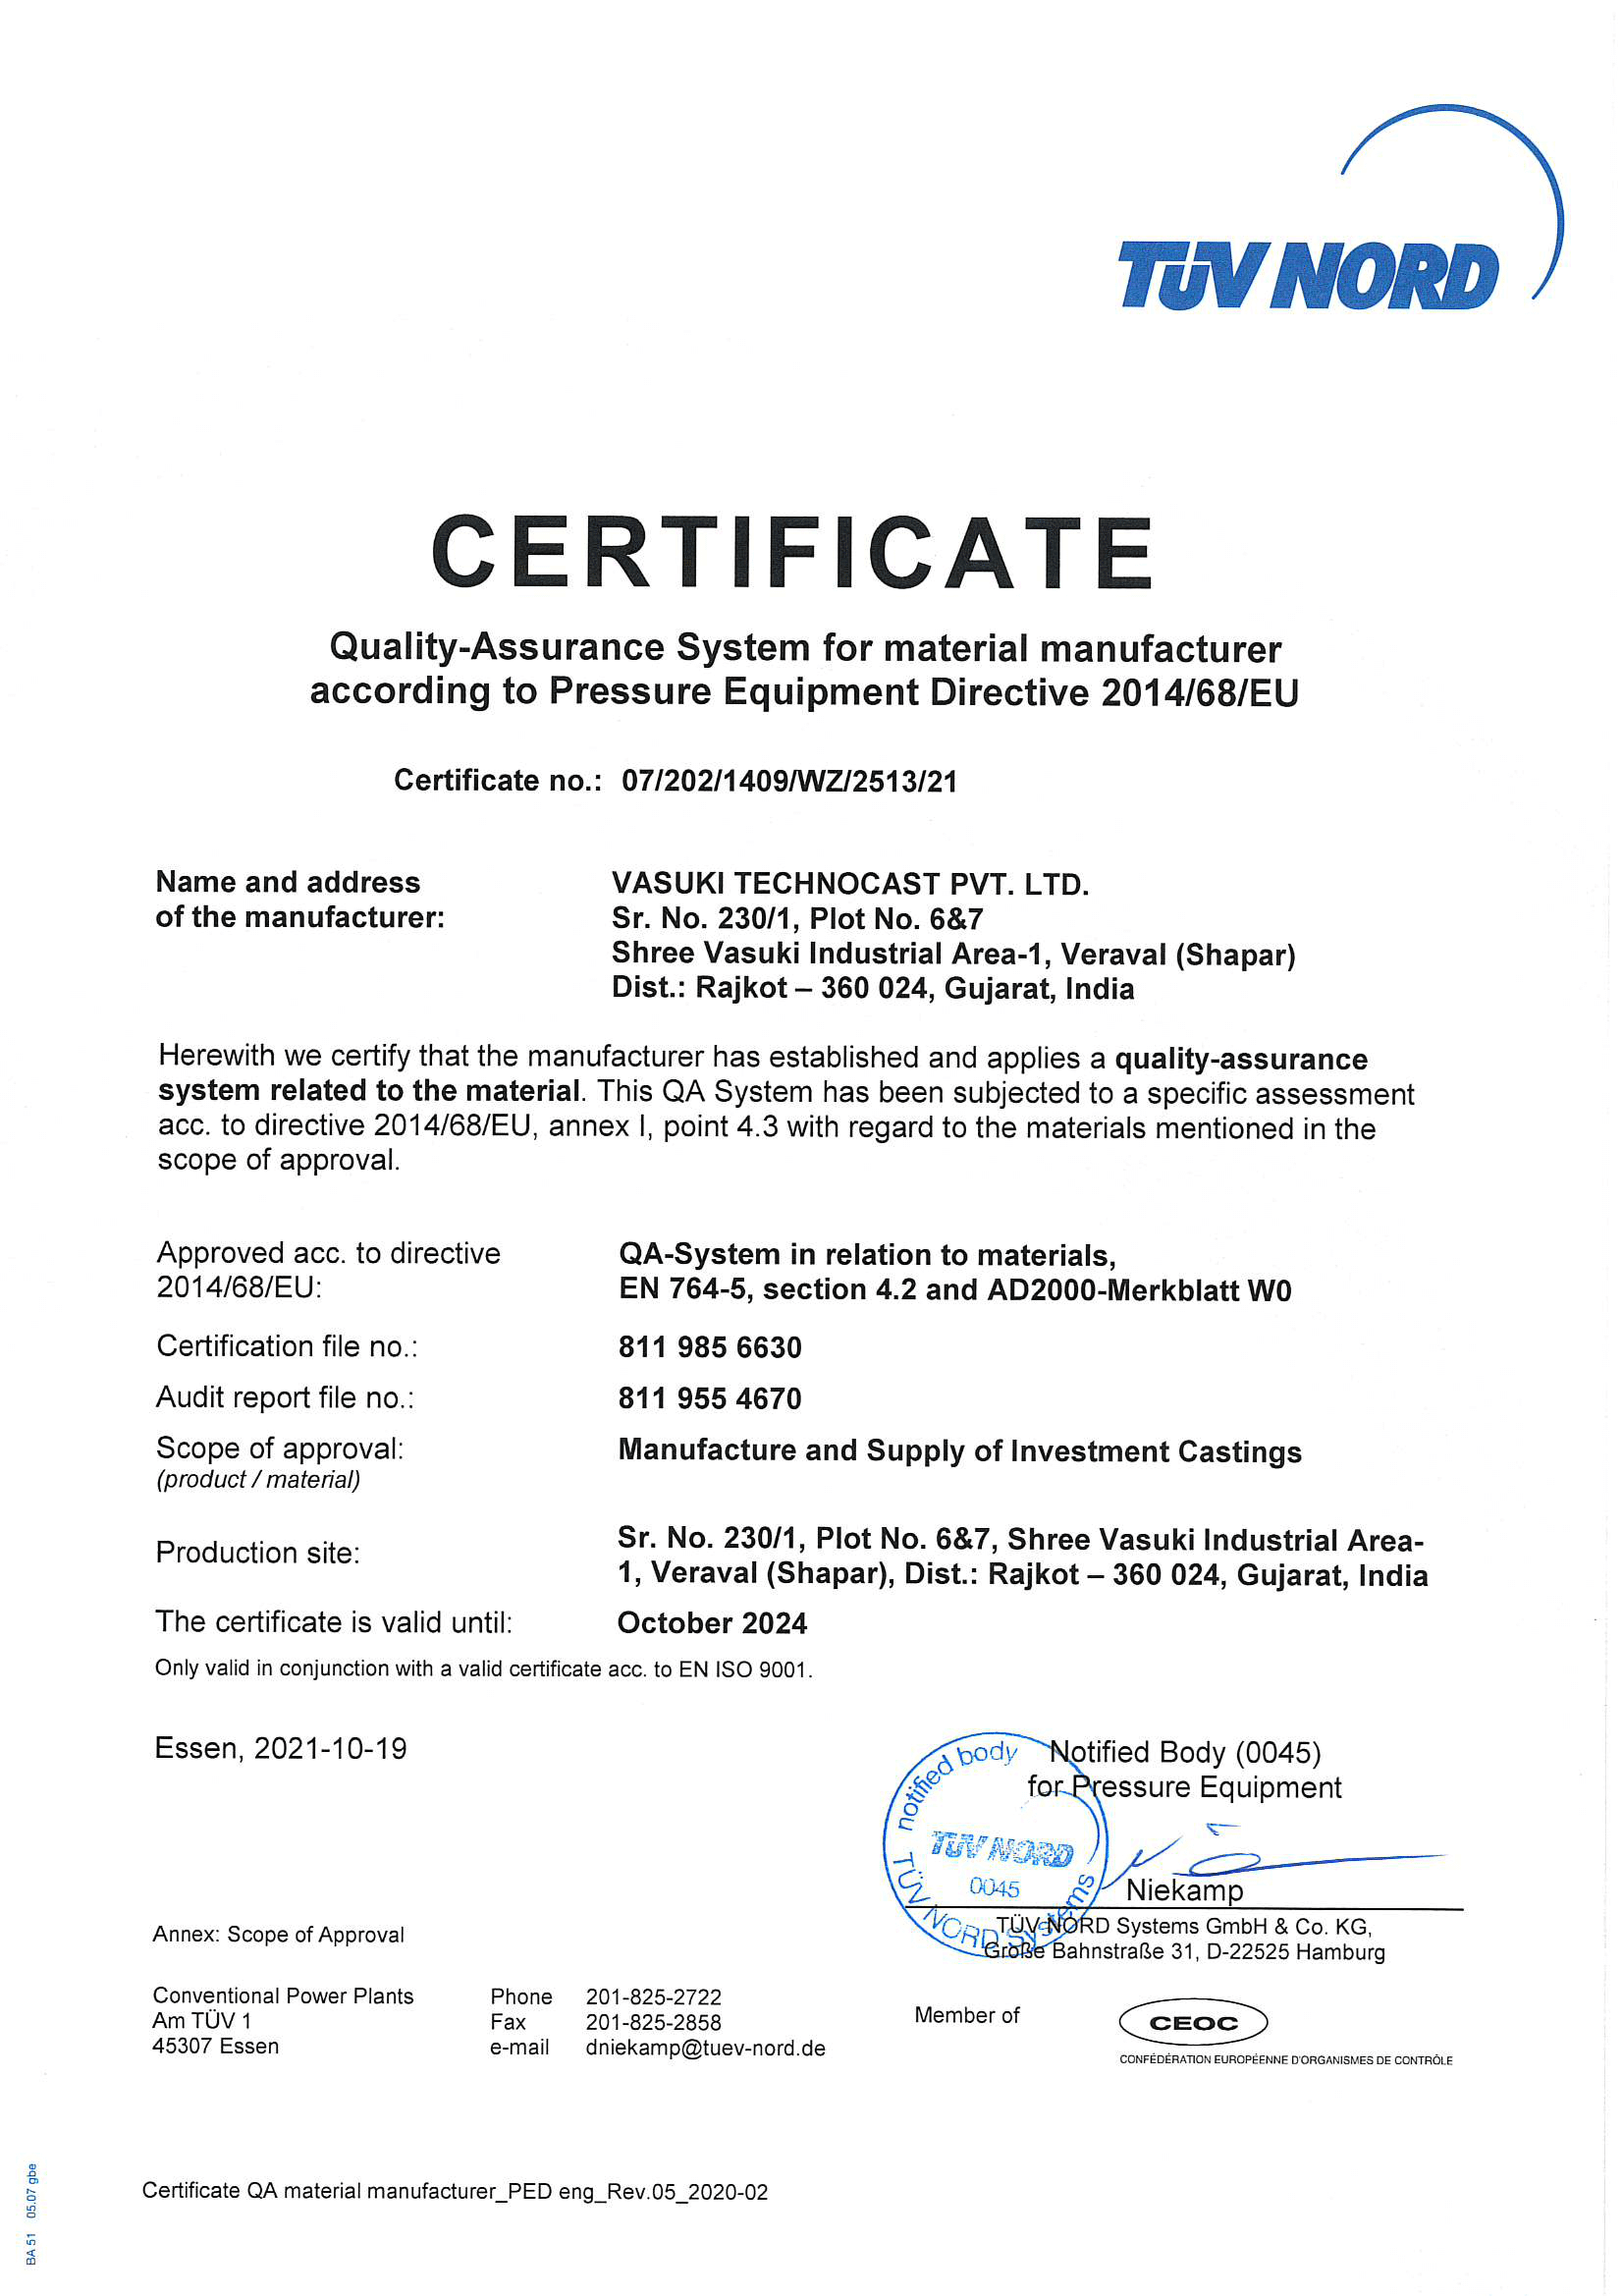 TÜV NORD
CERTIFICATE
Quality-Assurance System for material manufacturer
according to Pressure Equipment Directive 2014/68/EU
Certificate no.: 07/202/1409/WZ/2513/21
Name and address
of the manufacturer:
VASUKI TECHNOCAST PVT. LTD.
Sr. No. 230/1, Plot No. 6&7
Shree Vasuki Industrial Area-1, Veraval (Shapar)
Dist.: Rajkot – 360 024, Gujarat, India
Herewith we certify that the manufacturer has established and applies a quality-assurance
system related to the material. This QA System has been subjected to a specific assessment
acc. to directive 2014/68/EU, annex I, point 4.3 with regard to the materials mentioned in the
scope of approval.
Approved acc. to directive
2014/68/EU:
QA-System in relation to materials,
EN 764-5, section 4.2 and AD2000-Merkblatt W0
Certification file no.: 811 985 6630
Audit report file no.: 811 955 4670
Scope of approval: Manufacture and Supply of Investment Castings
(product / material)
Production site:
Sr. No. 230/1, Plot No. 6&7, Shree Vasuki Industrial Area-
1, Veraval (Shapar), Dist.: Rajkot – 360 024, Gujarat, India
The certificate is valid until: October 2024
Only valid in conjunction with a valid certificate acc. to EN ISO 9001.
Essen, 2021-10-19
Notified Body (0045)
for Pressure Equipment
notified body
TÜV NORD
0045
TÜV NORD Systems
Niekamp
TÜV NORD Systems GmbH & Co. KG,
Große Bahnstraße 31, D-22525 Hamburg
Annex: Scope of Approval
Conventional Power Plants
Am TÜV 1
45307 Essen
Phone 201-825-2722
Fax 201-825-2858
e-mail dniekamp@tuev-nord.de
Member of
CEOC
CONFÉDÉRATION EUROPÉENNE D'ORGANISMES DE CONTRÔLE
Certificate QA material manufacturer_PED eng_Rev.05_2020-02
BA 51 05.07 gbe